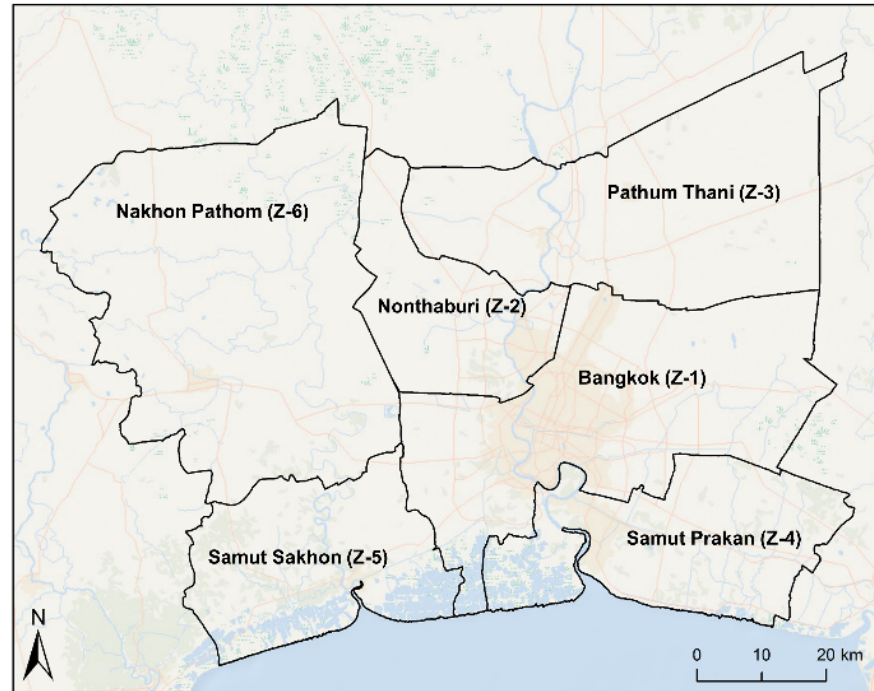 Pathum Thani (Z-3)
Nakhon Pathom (Z-6)
Nonthaburi (Z-2)
Bangkok (Z-1)
Samut Prakan (Z-4)
Samut Sakhon (Z-5)
N
0 10 20 km